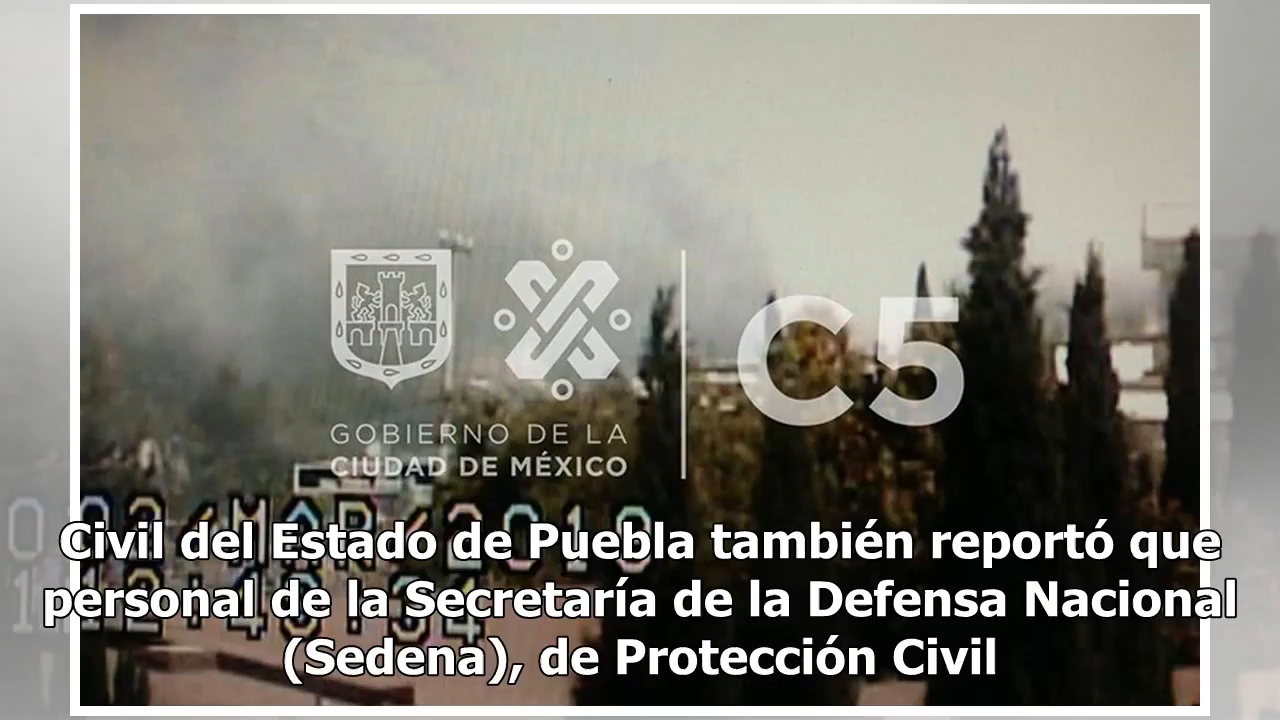 GOBIERNO DE LA
CIUDAD DE MÉXICO
C5
Civil del Estado de Puebla también reportó que
personal de la Secretaría de la Defensa Nacional
(Sedena), de Protección Civil